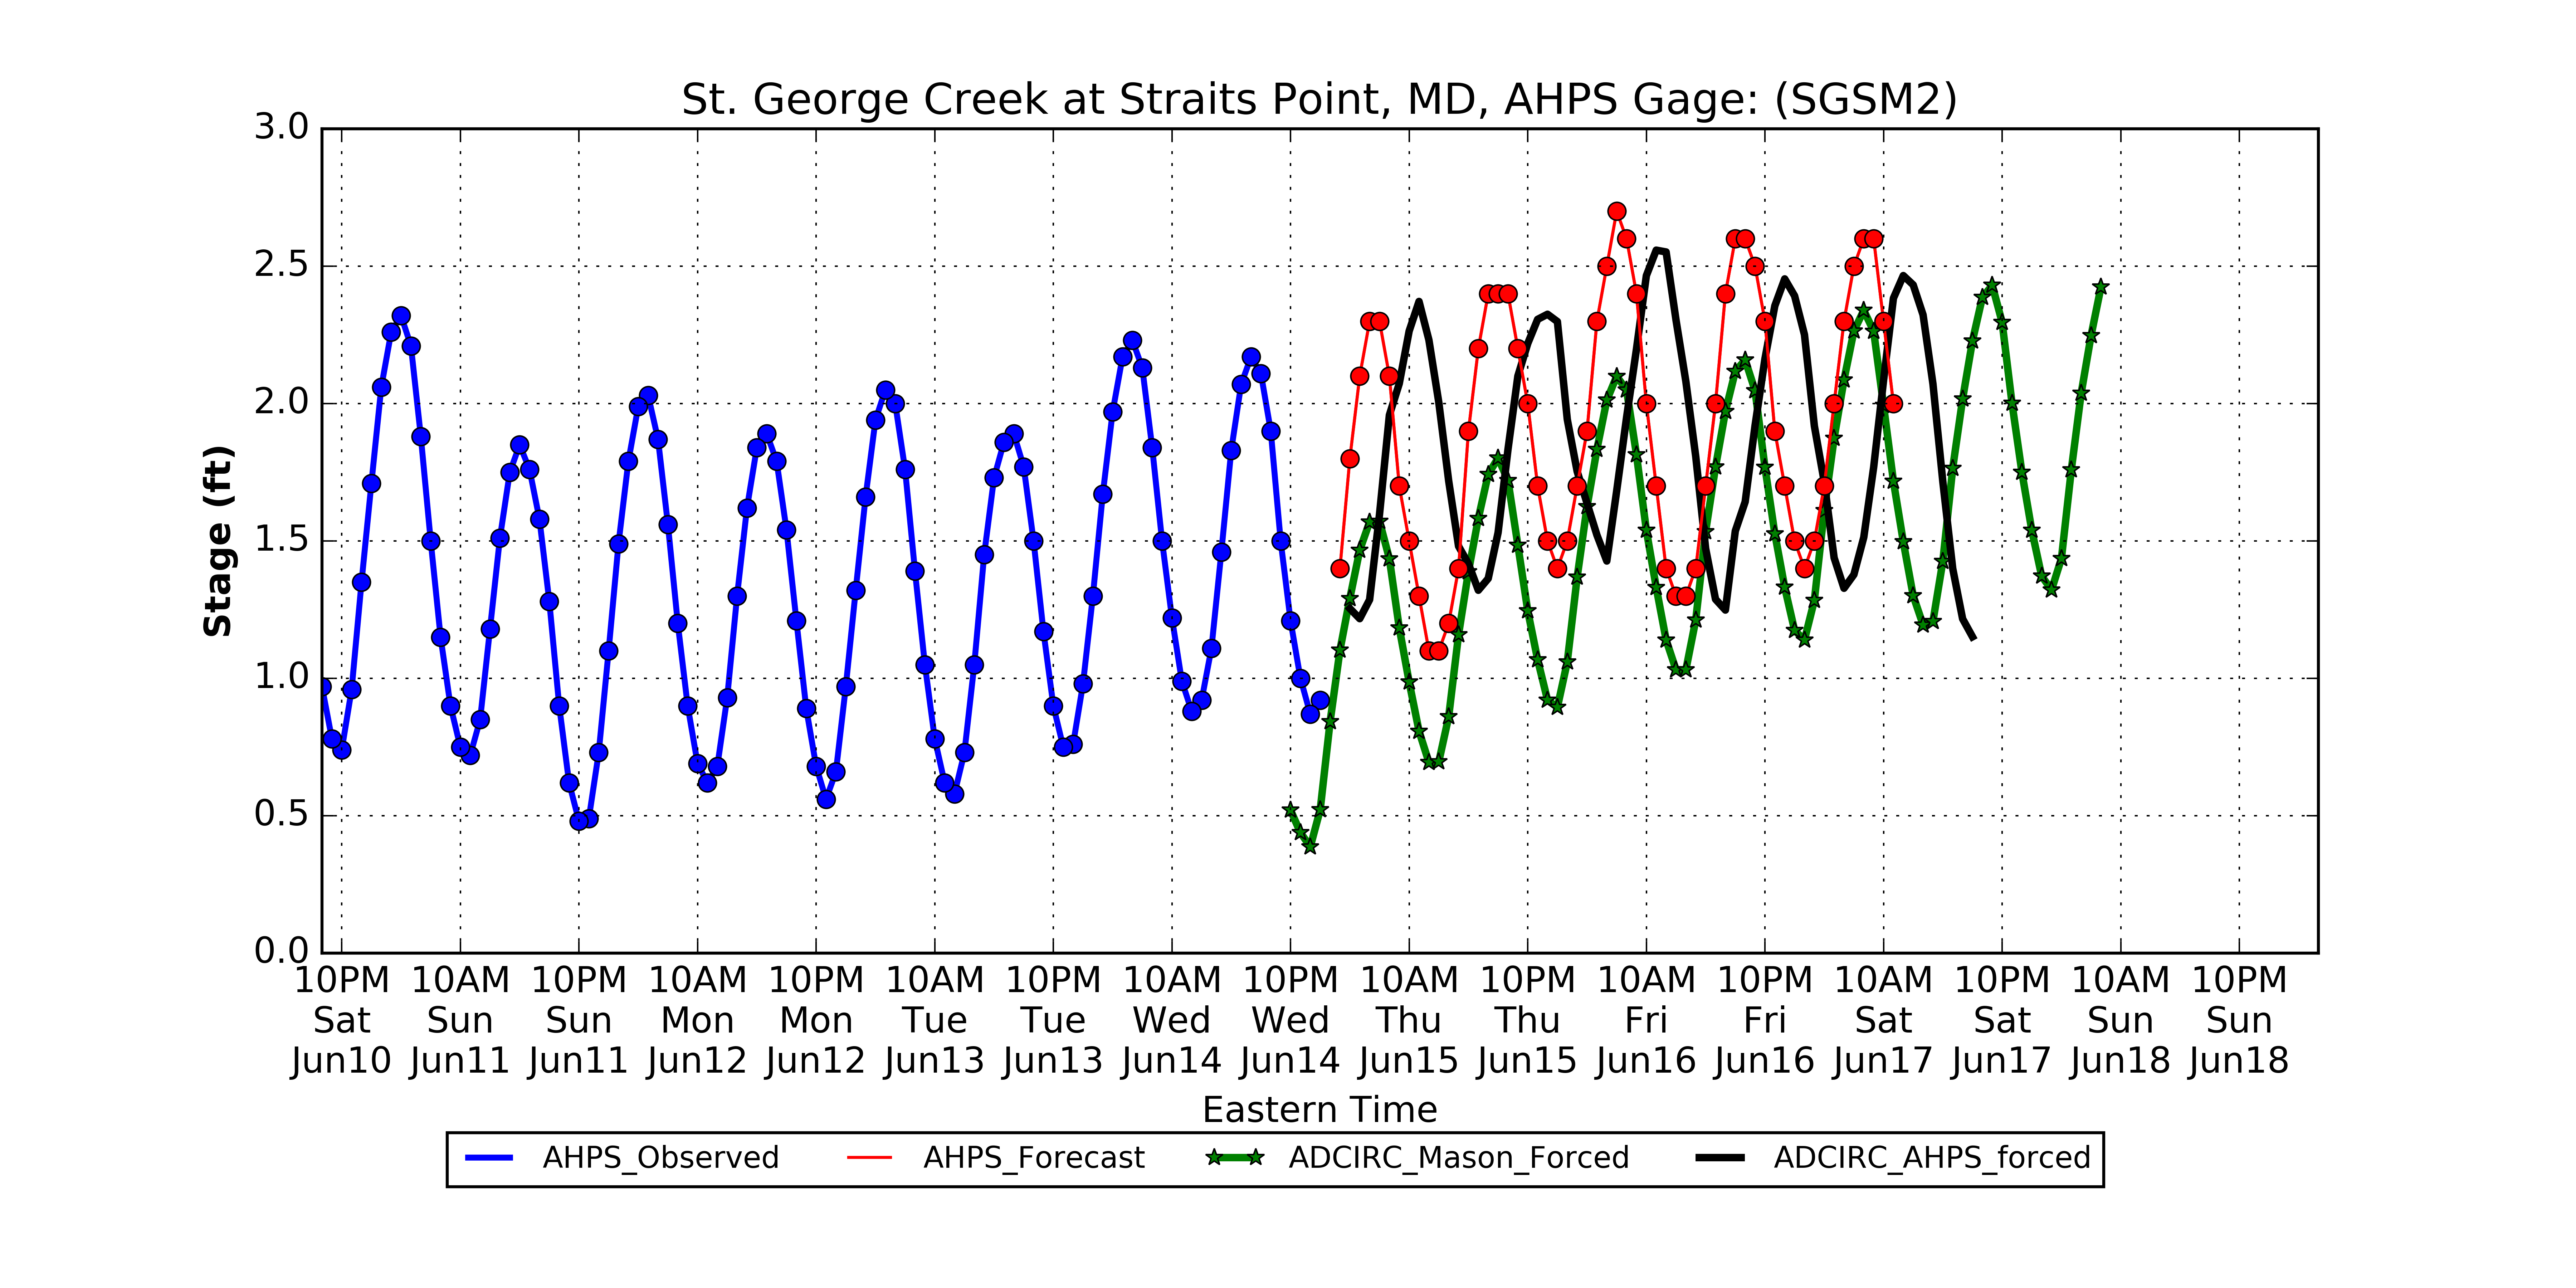 St. George Creek at Straits Point, MD, AHPS Gage: (SGSM2)
3.0
2.5
2.0
1.5
1.0
0.5
0.0
Stage (ft)
10PM 10AM 10PM 10AM 10PM 10AM 10PM 10AM 10PM 10AM 10PM 10AM 10PM 10AM 10PM 10AM 10PM
Sat Sun Sun Mon Mon Tue Tue Wed Wed Thu Thu Fri Fri Sat Sat Sun Sun
Jun10 Jun11 Jun11 Jun12 Jun12 Jun13 Jun13 Jun14 Jun14 Jun15 Jun15 Jun16 Jun16 Jun17 Jun17 Jun18 Jun18
Eastern Time
AHPS_Observed AHPS_Forecast ADCIRC_Mason_Forced ADCIRC_AHPS_forced